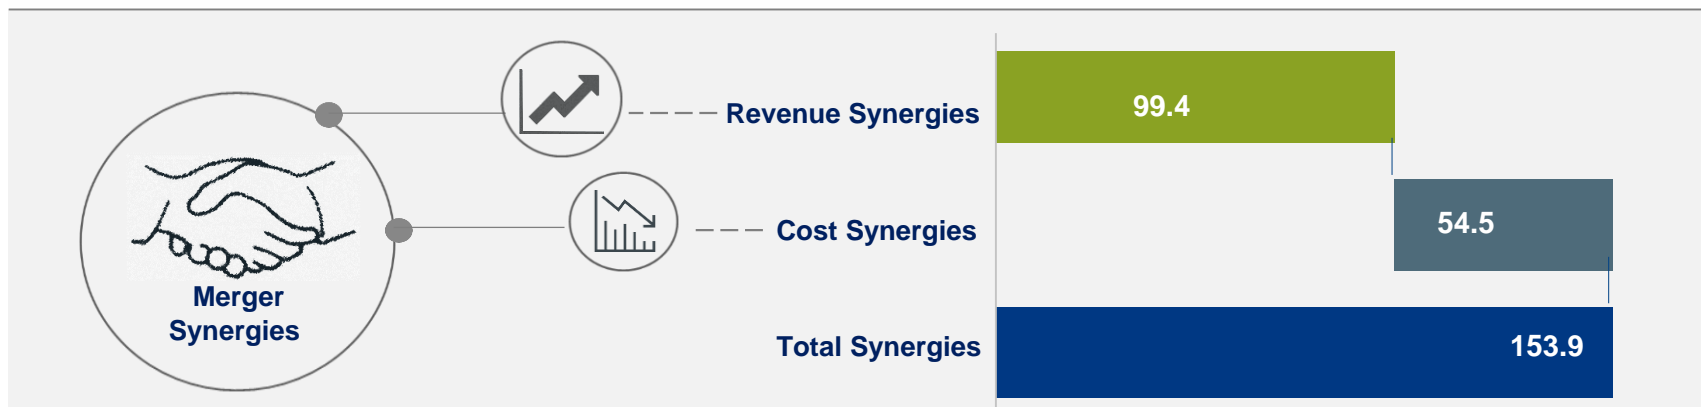 Merger
Synergies
Revenue Synergies
99.4
Cost Synergies
54.5
Total Synergies
153.9